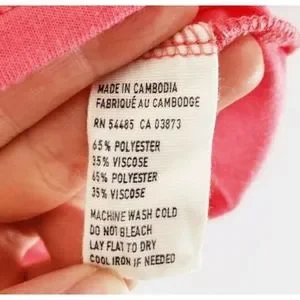 MADE IN CAMBODIA
FABRIQUÉ AU CAMBODGE
RN 54485 CA 03873
65% POLYESTER
35% VISCOSE
65% POLYESTER
35% VISCOSE
MACHINE WASH COLD
DO NOT BLEACH
LAY FLAT TO DRY
COOL IRON IF NEEDED